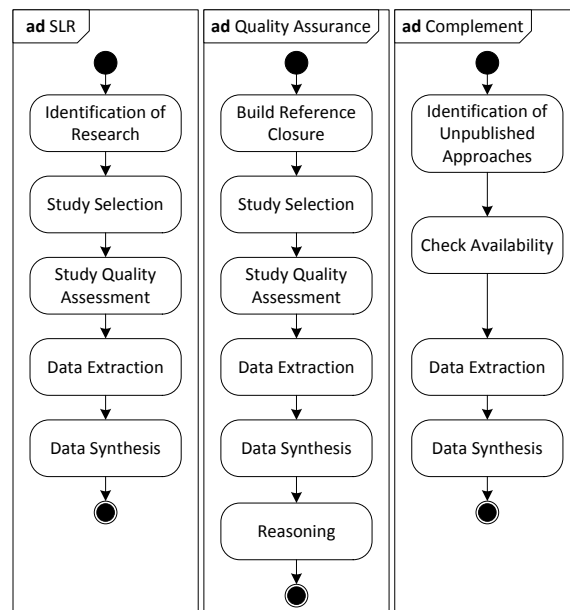 ad SLR
Identification of
Research
Study Selection
Study Quality
Assessment
Data Extraction
Data Synthesis
ad Quality Assurance
Build Reference
Closure
Study Selection
Study Quality
Assessment
Data Extraction
Data Synthesis
Reasoning
ad Complement
Identification of
Unpublished
Approaches
Check Availability
Data Extraction
Data Synthesis